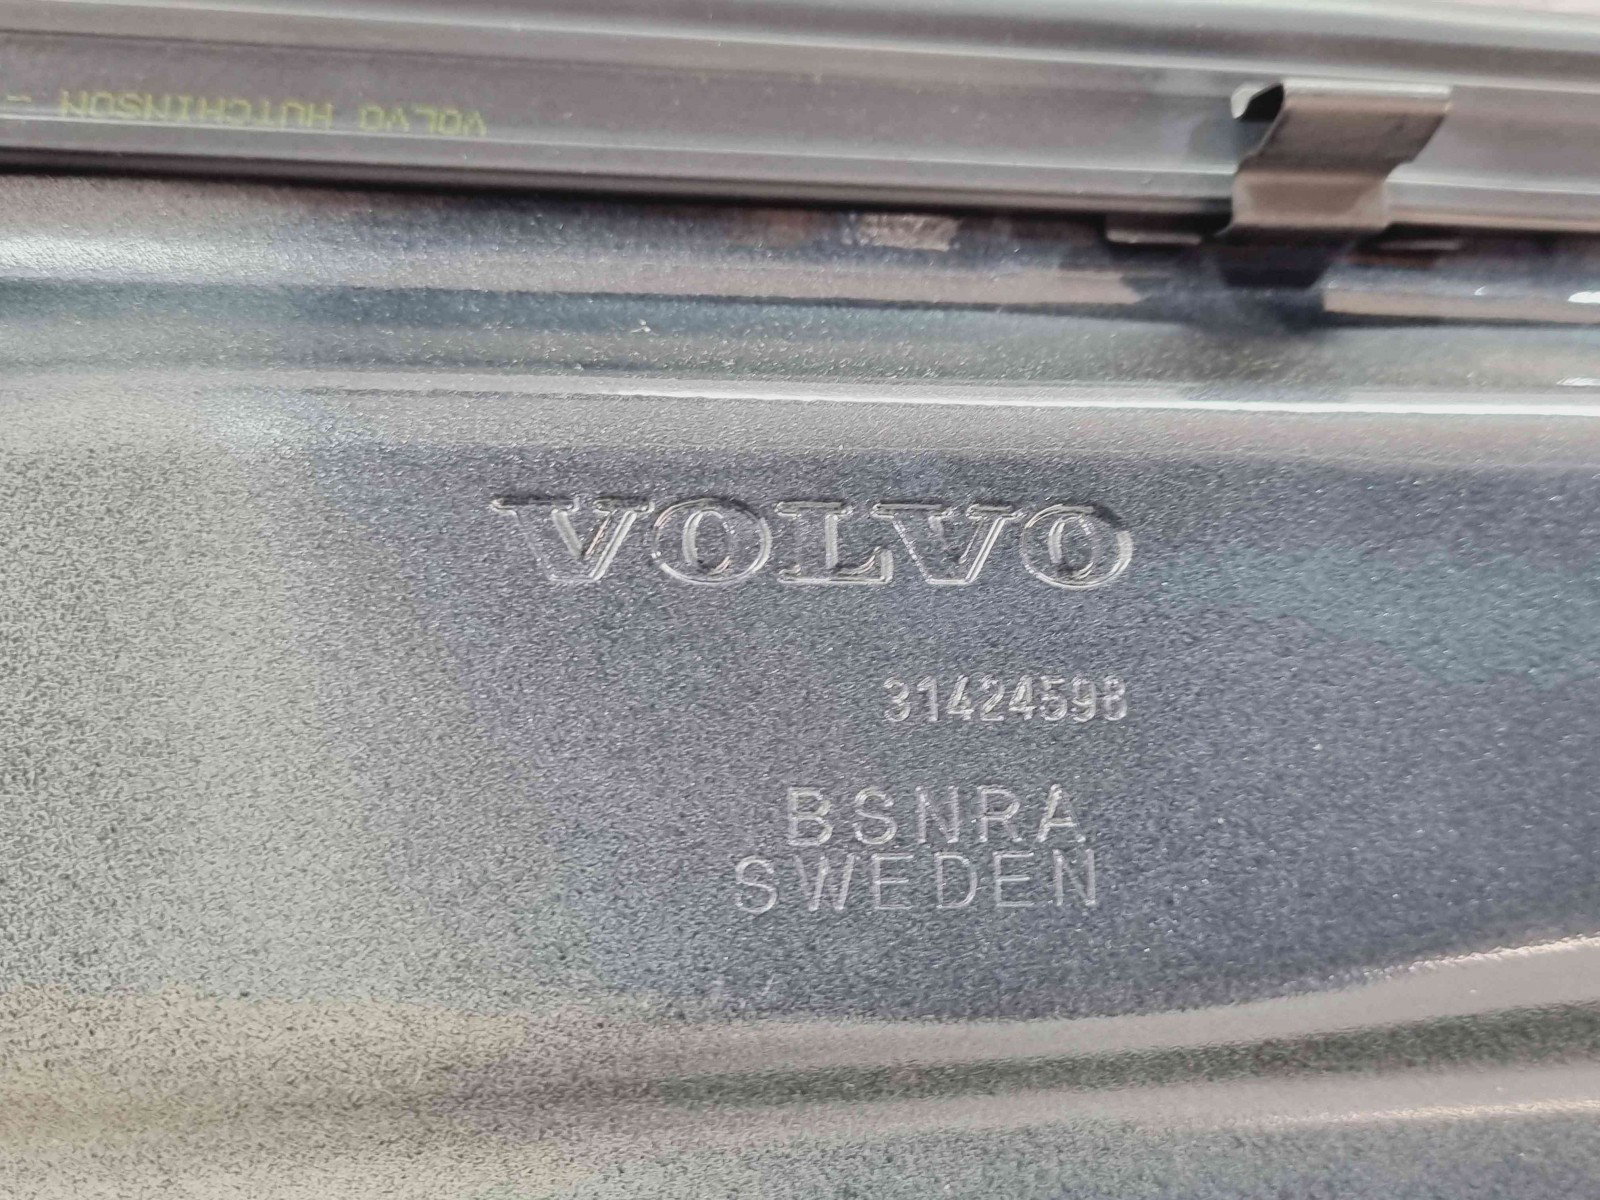 VOLVO HUTCHINSON -
VOLVO
31424598
BSNRA
SWEDEN